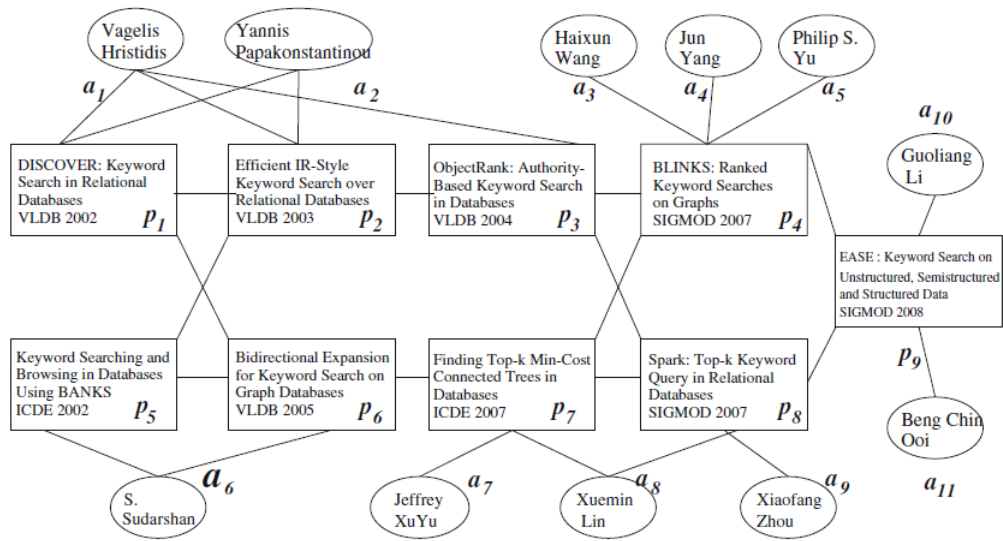 Vagelis
Hristidis
Yannis
Papakonstantinou
Haixun
Wang
Jun
Yang
Philip S.
Yu
a1
a2
a3
a4
a5
a10
Guoliang
Li
DISCOVER: Keyword
Search in Relational
Databases
VLDB 2002
p1
Efficient IR-Style
Keyword Search over
Relational Databases
VLDB 2003
p2
ObjectRank: Authority-
Based Keyword Search
in Databases
VLDB 2004
p3
BLINKS: Ranked
Keyword Searches
on Graphs
SIGMOD 2007
p4
EASE : Keyword Search on
Unstructured, Semistructured
and Structured Data
SIGMOD 2008
p9
Keyword Searching and
Browsing in Databases
Using BANKS
ICDE 2002
p5
Bidirectional Expansion
for Keyword Search on
Graph Databases
VLDB 2005
p6
Finding Top-k Min-Cost
Connected Trees in
Databases
ICDE 2007
p7
Spark: Top-k Keyword
Query in Relational
Databases
SIGMOD 2007
p8
Beng Chin
Ooi
a11
a6
S.
Sudarshan
a7
Jeffrey
XuYu
a8
Xuemin
Lin
a9
Xiaofang
Zhou